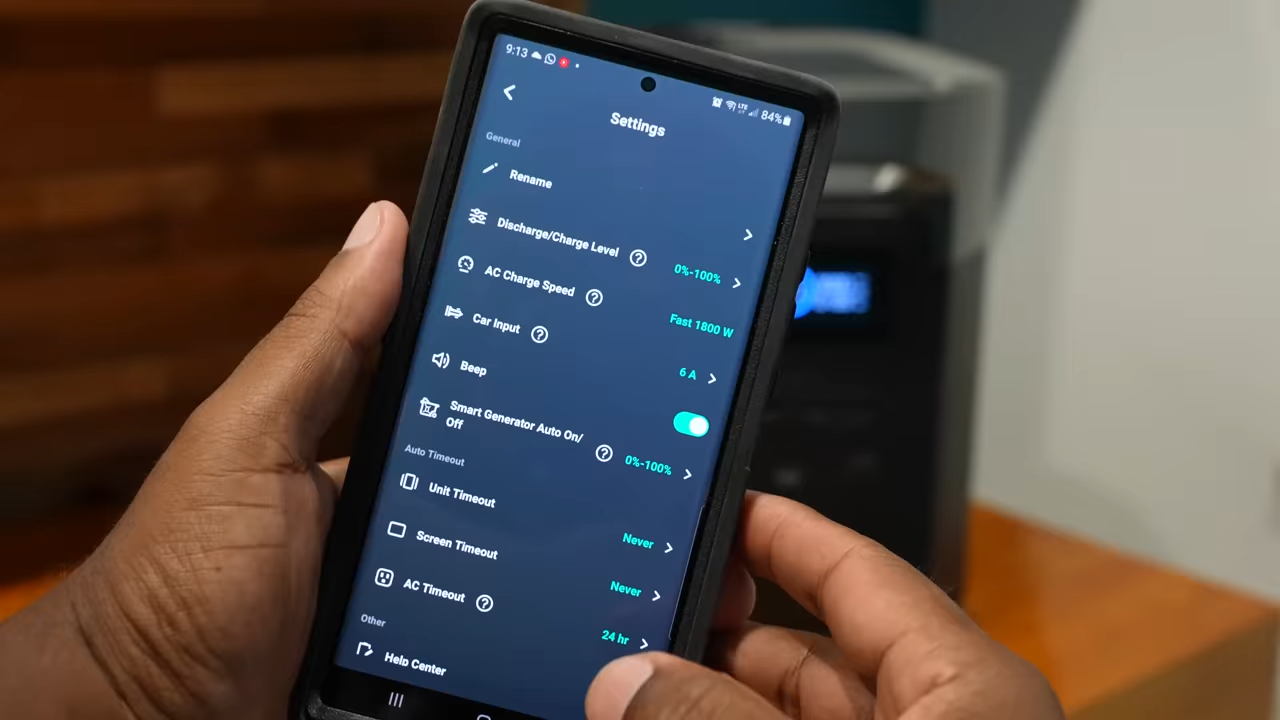 9:13
LTE
84%
Settings
General
Rename
Discharge/Charge Level
0%-100%
AC Charge Speed
Fast 1800 W
Car Input
6 A
Beep
Smart Generator Auto On/
Off
0%-100%
Auto Timeout
Unit Timeout
Never
Screen Timeout
Never
AC Timeout
24 hr
Other
Help Center